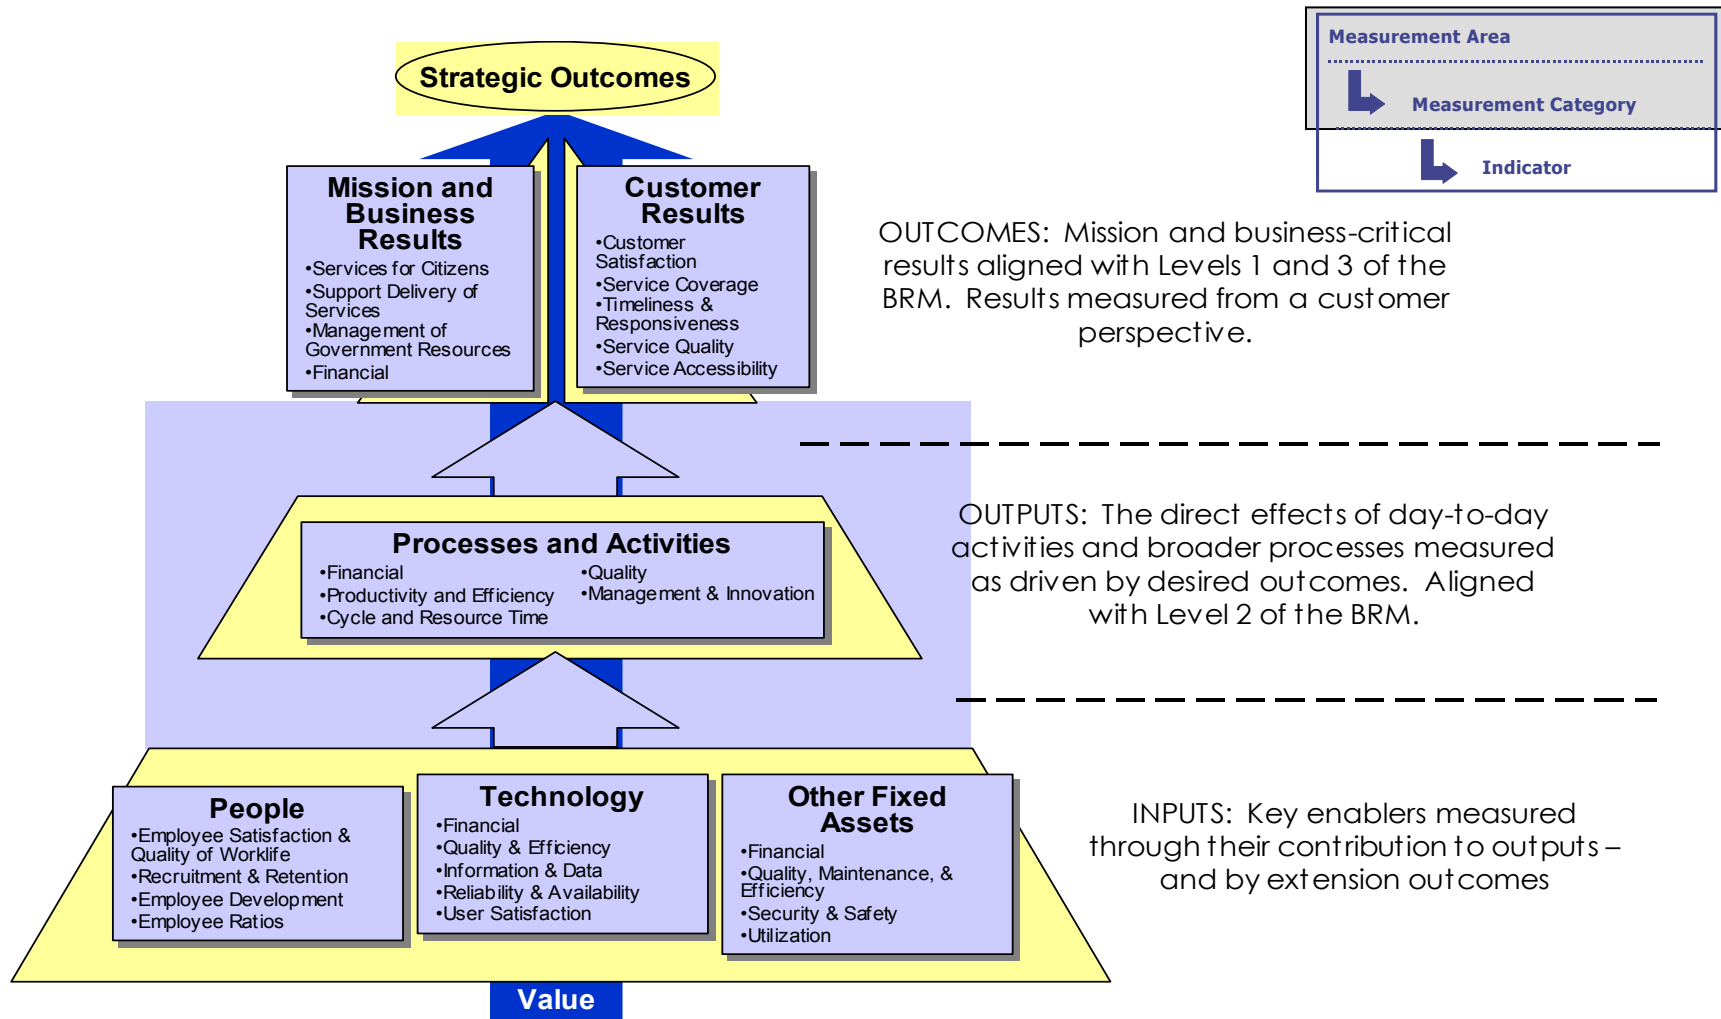 Measurement Area
Measurement Category
Indicator
Strategic Outcomes
Mission and
Business
Results
•Services for Citizens
•Support Delivery of
Services
•Management of
Government Resources
•Financial
Customer
Results
•Customer
Satisfaction
•Service Coverage
•Timeliness &
Responsiveness
•Service Quality
•Service Accessibility
OUTCOMES: Mission and business-critical
results aligned with Levels 1 and 3 of the
BRM. Results measured from a customer
perspective.
Processes and Activities
•Financial
•Productivity and Efficiency
•Cycle and Resource Time
•Quality
•Management & Innovation
OUTPUTS: The direct effects of day-to-day
activities and broader processes measured
as driven by desired outcomes. Aligned
with Level 2 of the BRM.
People
•Employee Satisfaction &
Quality of Worklife
•Recruitment & Retention
•Employee Development
•Employee Ratios
Technology
•Financial
•Quality & Efficiency
•Information & Data
•Reliability & Availability
•User Satisfaction
Other Fixed
Assets
•Financial
•Quality, Maintenance, &
Efficiency
•Security & Safety
•Utilization
INPUTS: Key enablers measured
through their contribution to outputs –
and by extension outcomes
Value